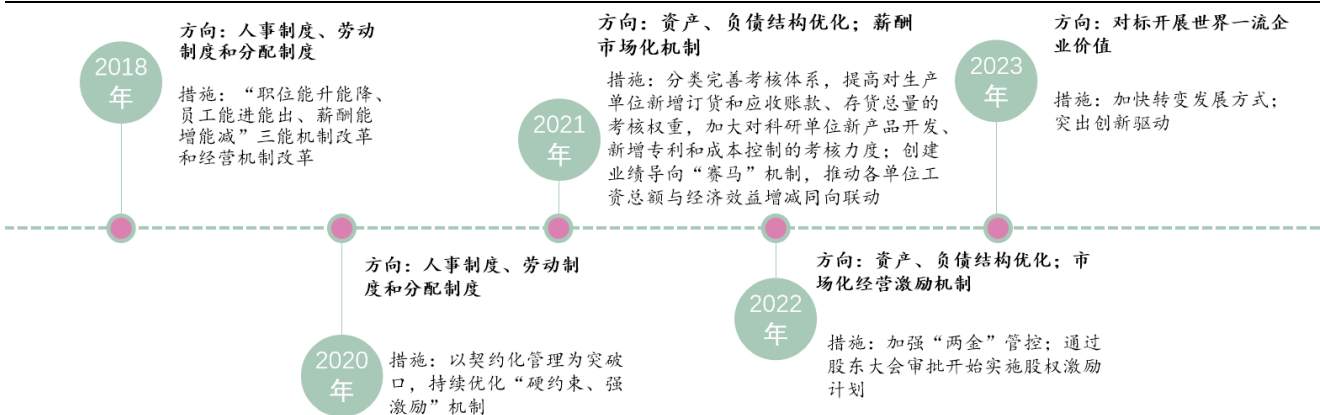 2018
年
方向：人事制度、劳动
制度和分配制度
措施：“职位能升能降、
员工能进能出、薪酬能
增能减”三能机制改革
和经营机制改革
2020
年
方向：人事制度、劳动制
度和分配制度
措施：以契约化管理为突破
口，持续优化“硬约束、强
激励”机制
2021
年
方向：资产、负债结构优化；薪酬
市场化机制
措施：分类完善考核体系，提高对生产
单位新增订货和应收账款、存货总量的
考核权重，加大对科研单位新产品开发、
新增专利和成本控制的考核力度；创建
业绩导向“赛马”机制，推动各单位工
资总额与经济效益增减同向联动
2022
年
方向：资产、负债结构优化；市
场化经营激励机制
措施：加强“两金”管控；通过
股东大会审批开始实施股权激励
计划
2023
年
方向：对标开展世界一流企
业价值
措施：加快转变发展方式；
突出创新驱动